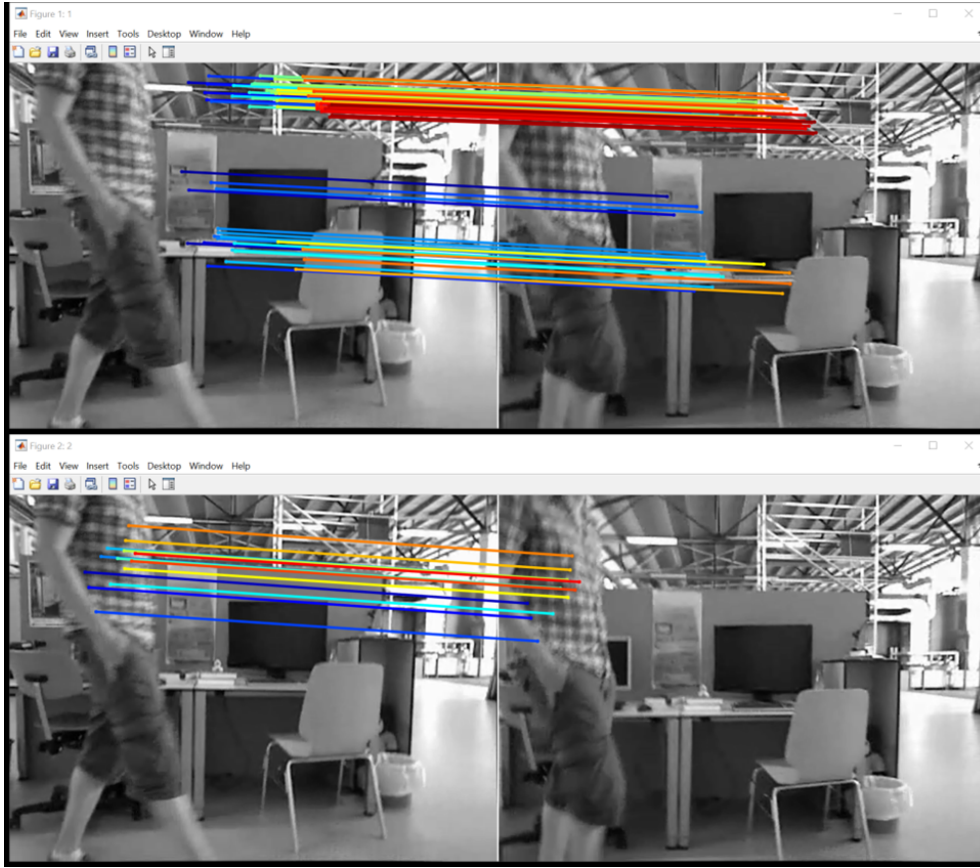 Figure 1: 1
File Edit View Insert Tools Desktop Window Help
Figure 2: 2
File Edit View Insert Tools Desktop Window Help